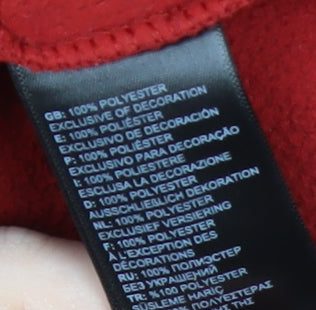 GB: 100% POLYESTER
EXCLUSIVE OF DECORATION
E: 100% POLIÉSTER
EXCLUSIVO DE DECORACIÓN
P: 100% POLIÉSTER
EXCLUSIVO PARA DECORAÇÃO
I: 100% POLIESTERE
ESCLUSA LA DECORAZIONE
D: 100% POLYESTER
AUSSCHLIEßLICH DEKORATION
NL: 100% POLYESTER
EXCLUSIEF VERSIERING
F: 100% POLYESTER
À L'EXCEPTION DES
DÉCORATIONS
RU: 100% ПОЛИЭСТЕР
БЕЗ УКРАШЕНИЙ
TR: %100 POLYESTER
SÜSLEME HARİÇ
ΠΟΛΥΕΣΤΕΡΑΣ